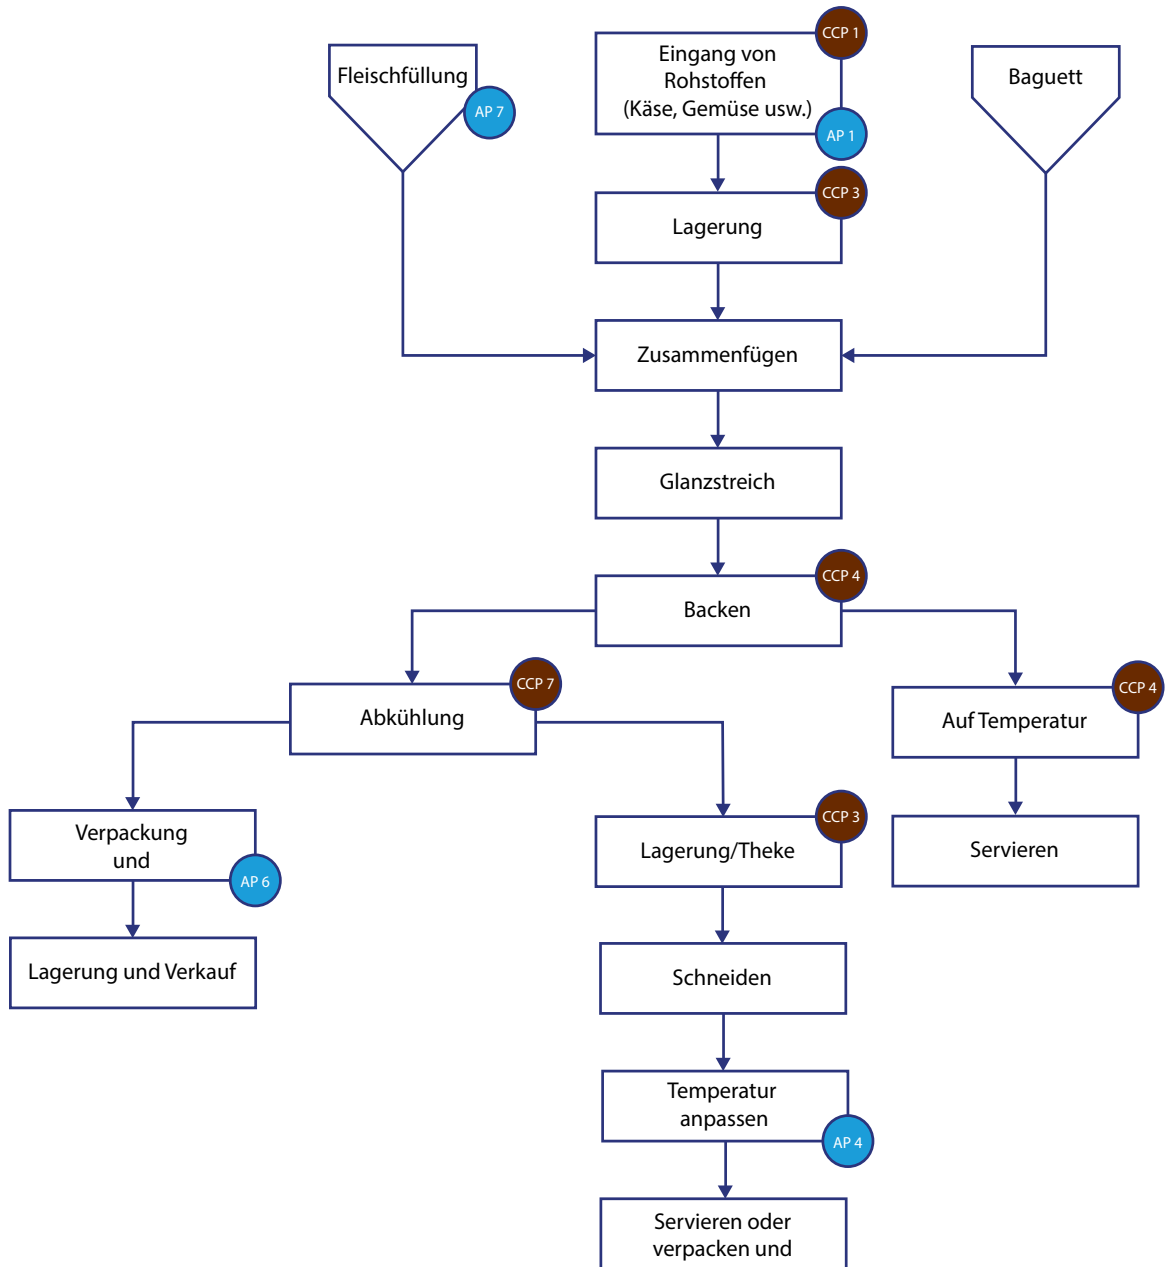 CCP 1
Fleischfüllung
Eingang von
Rohstoffen
(Käse, Gemüse usw.)
Baguett
AP 7
AP 1
CCP 3
Lagerung
Zusammenfügen
Glanzstreich
CCP 4
Backen
CCP 7
Abkühlung
CCP 4
Auf Temperatur
Verpackung
und
AP 6
CCP 3
Lagerung/Theke
Servieren
Lagerung und Verkauf
Schneiden
Temperatur
anpassen
AP 4
Servieren oder
verpacken und